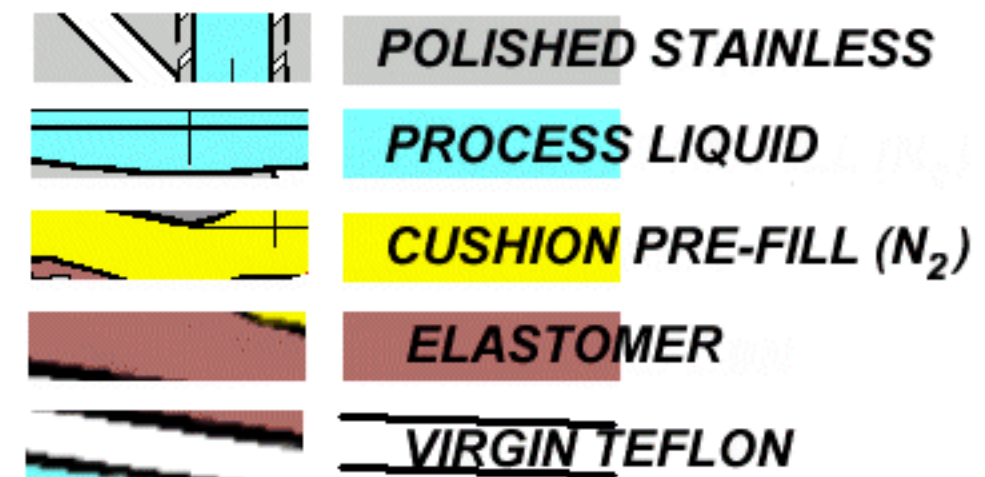 POLISHED STAINLESS
PROCESS LIQUID
CUSHION PRE-FILL (N₂)
ELASTOMER
VIRGIN TEFLON